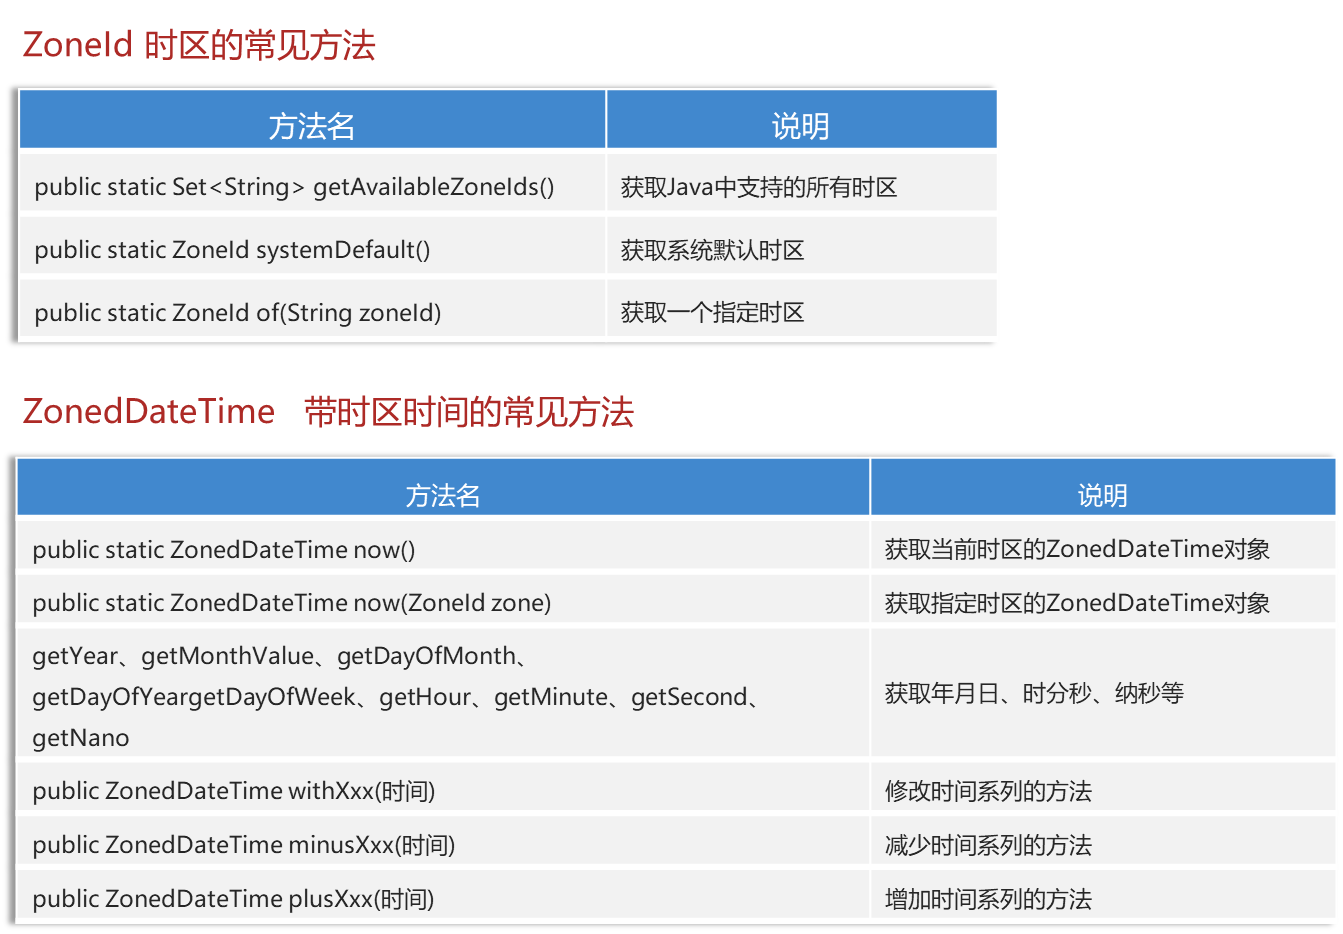 ZoneId 时区的常见方法
方法名 说明
public static Set<String> getAvailableZoneIds() 获取Java中支持的所有时区
public static ZoneId systemDefault() 获取系统默认时区
public static ZoneId of(String zoneId) 获取一个指定时区
ZonedDateTime 带时区时间的常见方法
方法名 说明
public static ZonedDateTime now() 获取当前时区的ZonedDateTime对象
public static ZonedDateTime now(ZoneId zone) 获取指定时区的ZonedDateTime对象
getYear、getMonthValue、getDayOfMonth、
getDayOfYeargetDayOfWeek、getHour、getMinute、getSecond、
getNano
获取年月日、时分秒、纳秒等
public ZonedDateTime withXxx(时间) 修改时间系列的方法
public ZonedDateTime minusXxx(时间) 减少时间系列的方法
public ZonedDateTime plusXxx(时间) 增加时间系列的方法